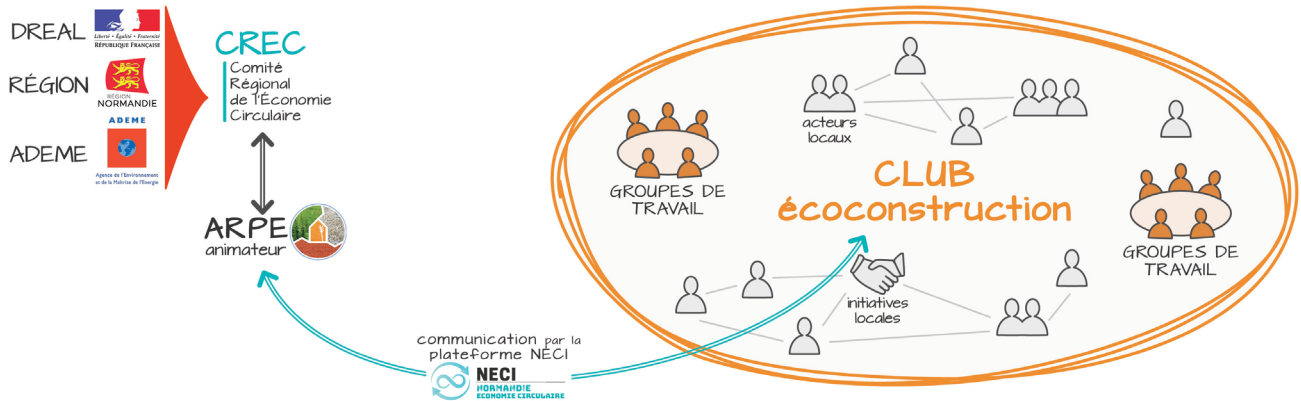 DREAL
Liberté • Égalité • Fraternité
RÉPUBLIQUE FRANÇAISE
RÉGION
RÉGION
NORMANDIE
ADEME
ADEME
Agence de l'Environnement
et de la Maîtrise de l'Energie
CREC
Comité
Régional
de l'Économie
Circulaire
ARPE
animateur
communication par la
plateforme NECI
NECI
NORMANDIE
ECONOMIE CIRCULAIRE
GROUPES DE
TRAVAIL
acteurs
locaux
CLUB
écoconstruction
GROUPES DE
TRAVAIL
initiatives
locales